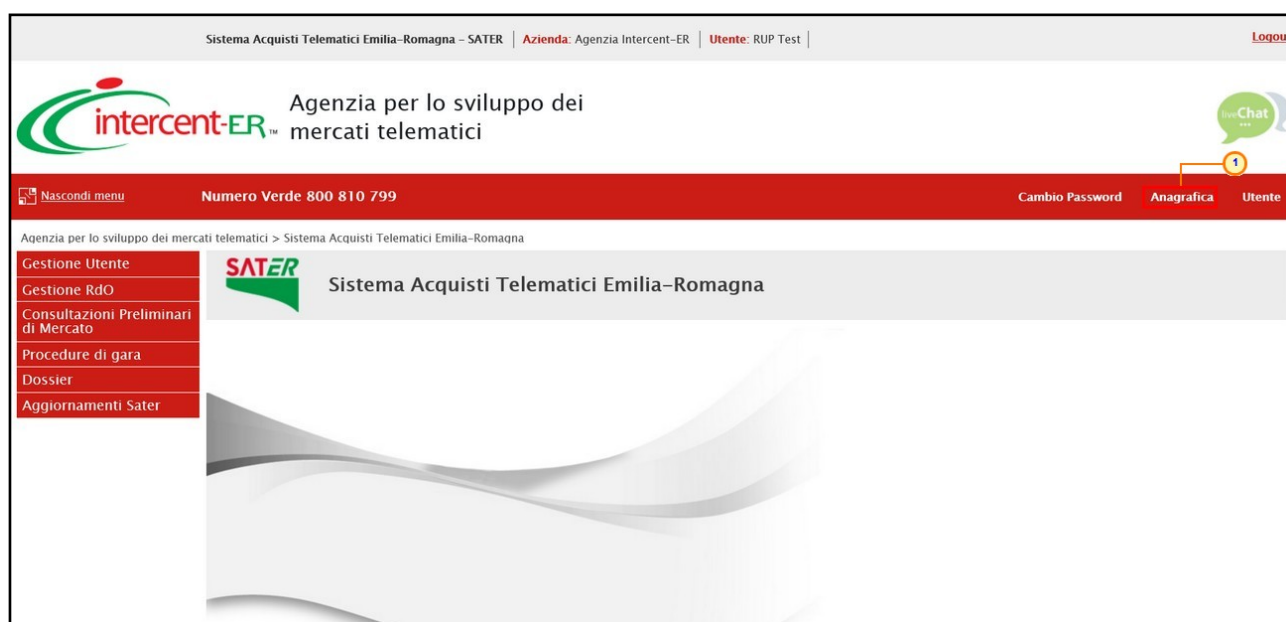 Sistema Acquisti Telematici Emilia-Romagna - SATER | Azienda: Agenzia Intercent-ER | Utente: RUP Test |
Logou
intercent-ER™
Agenzia per lo sviluppo dei
mercati telematici
liveChat
1
Nascondi menu
Numero Verde 800 810 799
Cambio Password
Anagrafica
Utente
Agenzia per lo sviluppo dei mercati telematici > Sistema Acquisti Telematici Emilia-Romagna
Gestione Utente
Gestione RdO
Consultazioni Preliminari
di Mercato
Procedure di gara
Dossier
Aggiornamenti Sater
SATER
Sistema Acquisti Telematici Emilia-Romagna